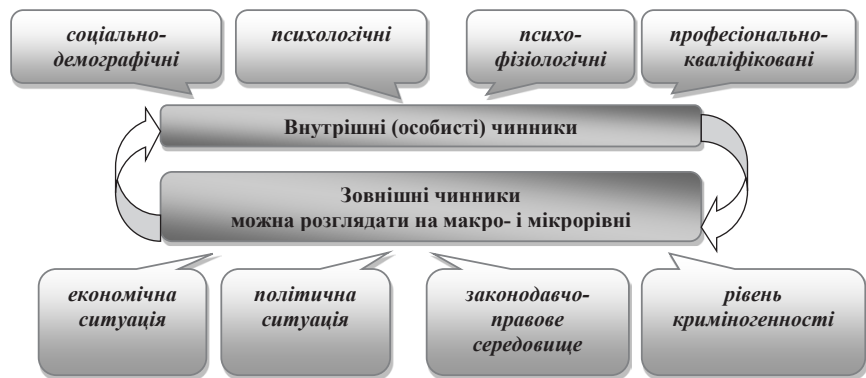 соціально-
демографічні
психологічні
психо-
фізіологічні
професіонально-
кваліфіковані
Внутрішні (особисті) чинники
Зовнішні чинники
можна розглядати на макро- і мікрорівні
економічна
ситуація
політична
ситуація
законодавчо-
правове
середовище
рівень
криміногенності